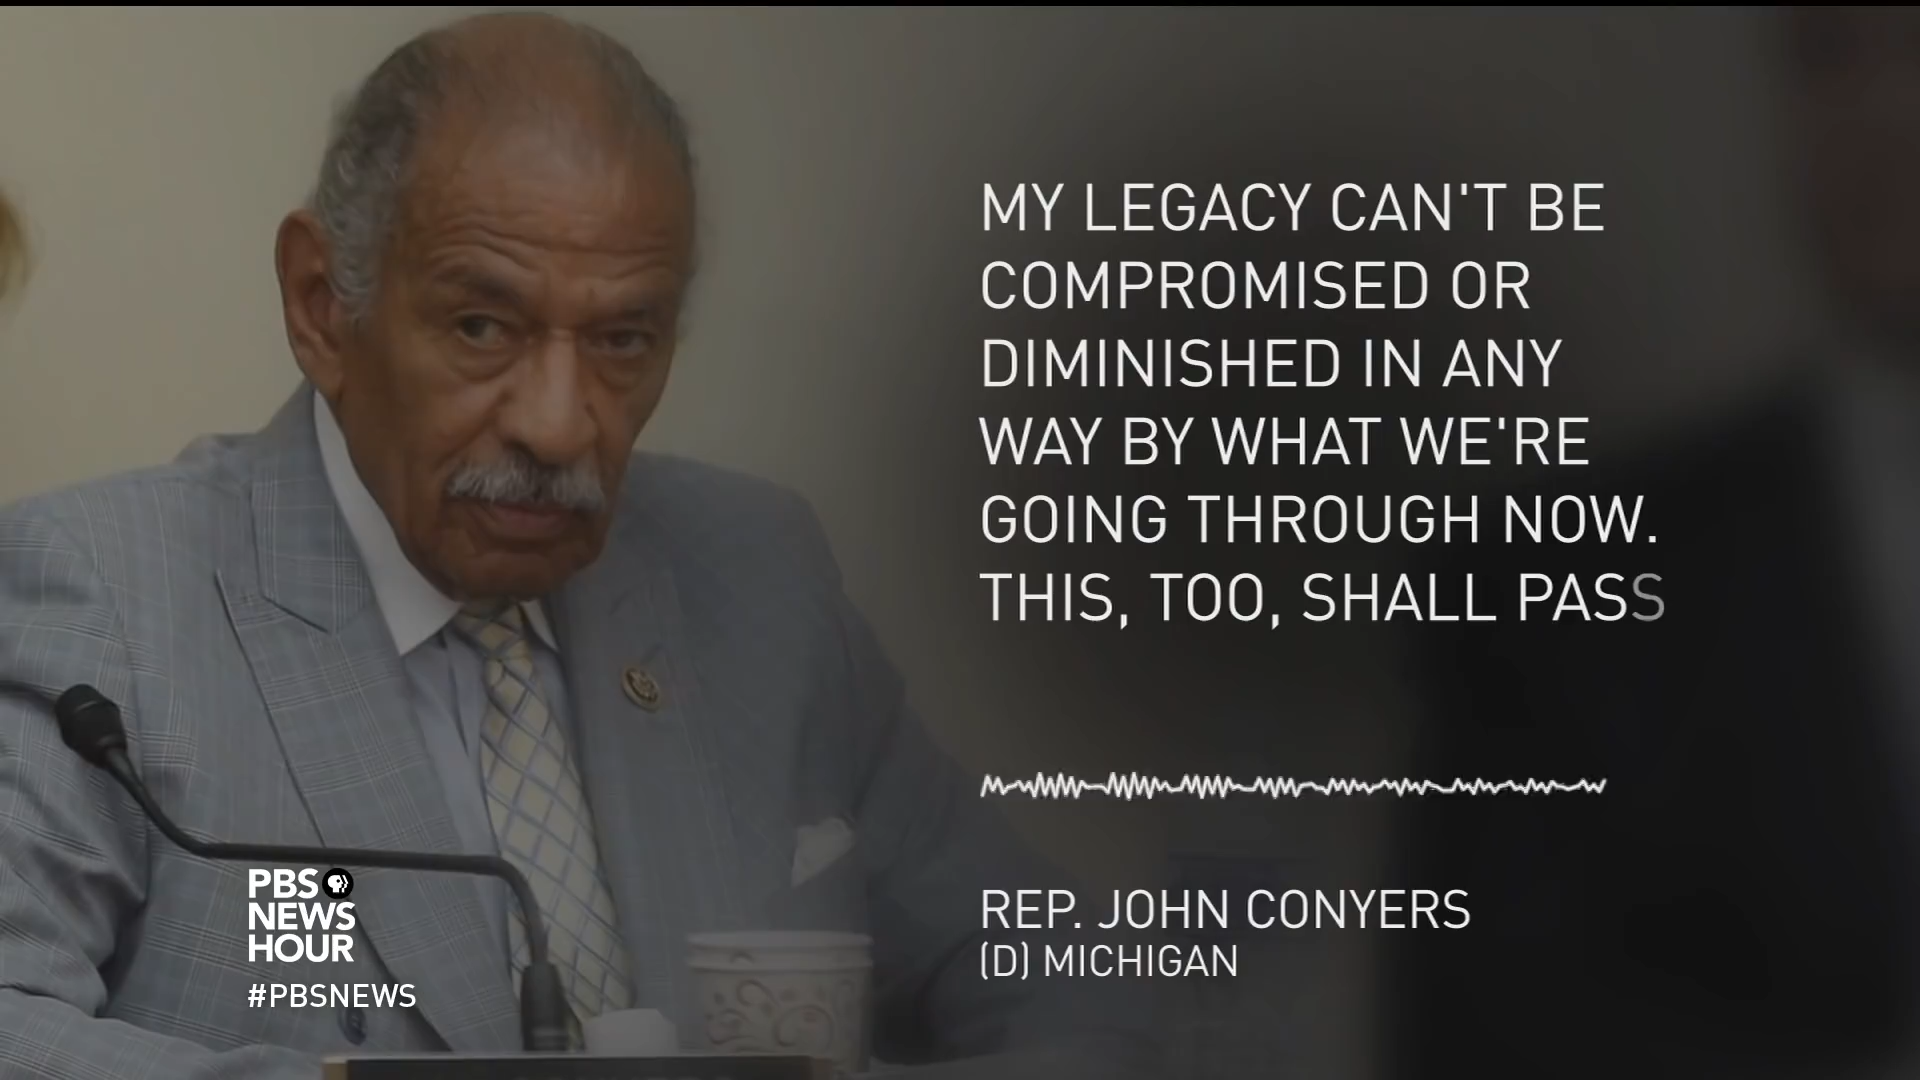 MY LEGACY CAN'T BE
COMPROMISED OR
DIMINISHED IN ANY
WAY BY WHAT WE'RE
GOING THROUGH NOW.
THIS, TOO, SHALL PASS
REP. JOHN CONYERS
(D) MICHIGAN
PBS
NEWS
HOUR
#PBSNEWS